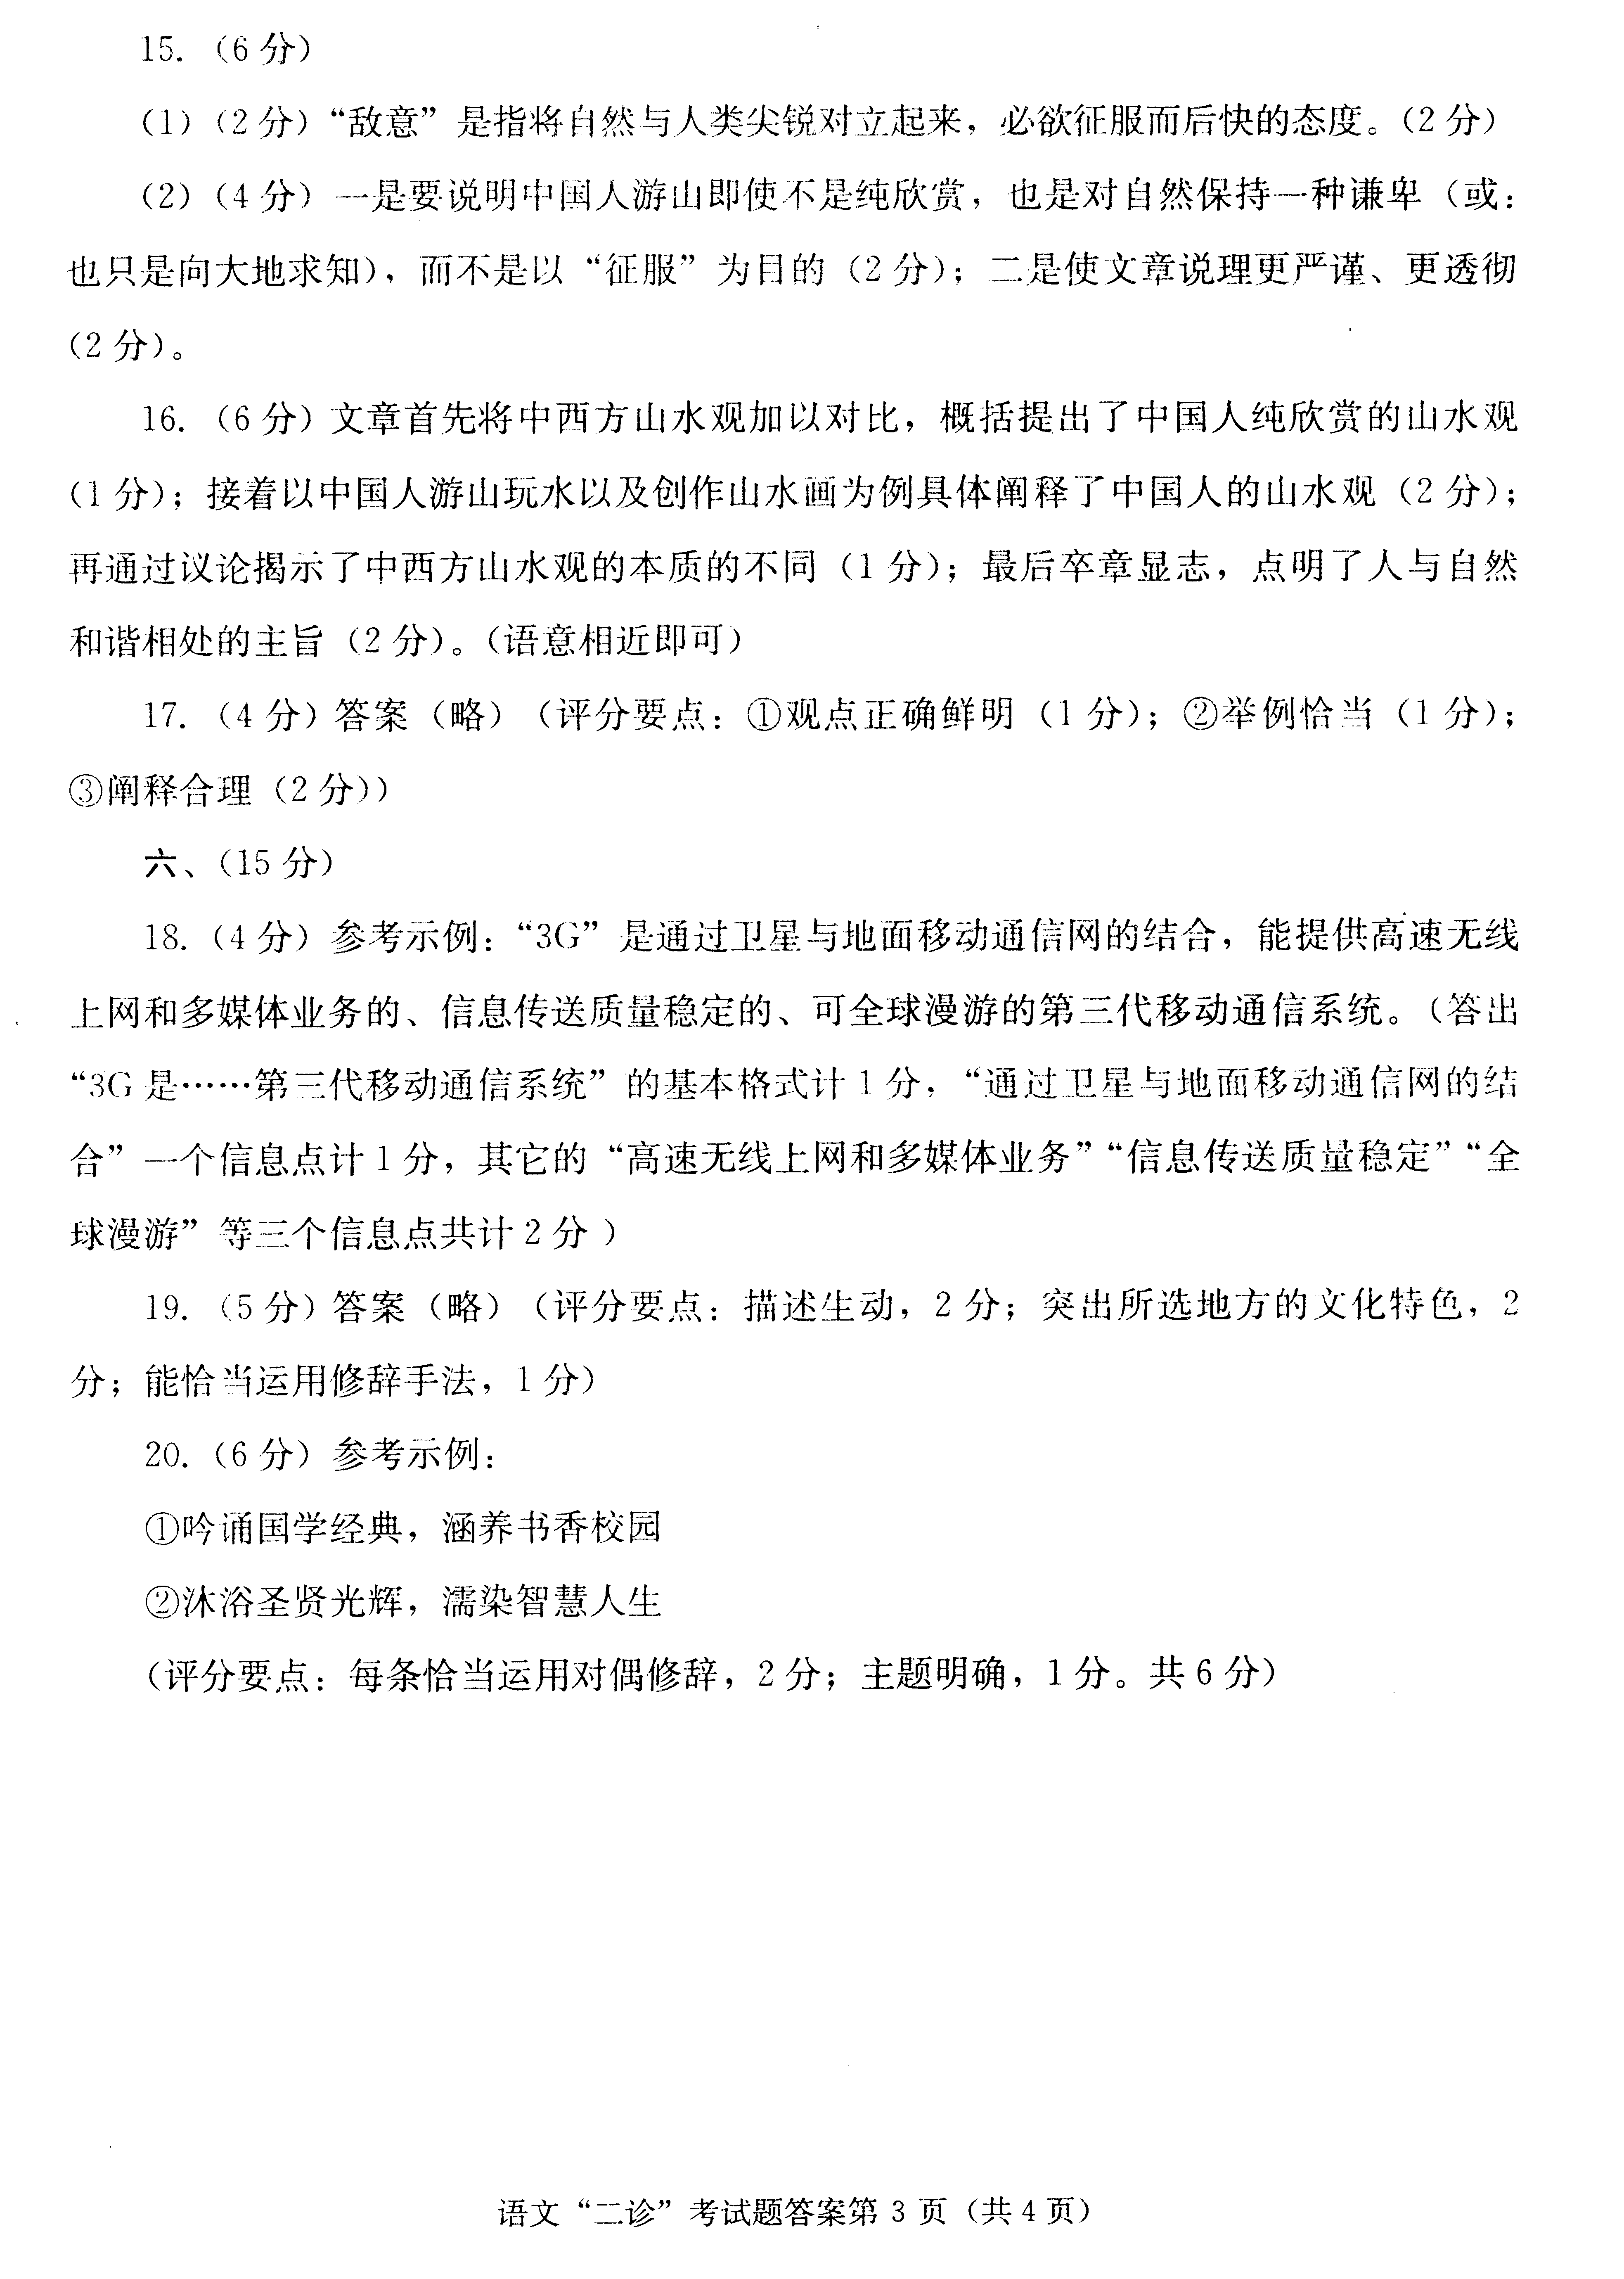 15.（6 分）
（1）（2 分）“敌意”是指将自然与人类尖锐对立起来，必欲征服而后快的态度。（2 分）
（2）（4 分）一是要说明中国人游山即使不是纯欣赏，也是对自然保持一种谦卑（或：
也只是向大地求知），而不是以“征服”为目的（2 分）；二是使文章说理更严谨、更透彻
（2 分）。
16.（6 分）文章首先将中西方山水观加以对比，概括提出了中国人纯欣赏的山水观
（1 分）；接着以中国人游山玩水以及创作山水画为例具体阐释了中国人的山水观（2 分）；
再通过议论揭示了中西方山水观的本质的不同（1 分）；最后卒章显志，点明了人与自然
和谐相处的主旨（2 分）。（语意相近即可）
17.（4 分）答案（略）（评分要点：①观点正确鲜明（1 分）；②举例恰当（1 分）；
③阐释合理（2 分））
六、（15 分）
18.（4 分）参考示例：“3G”是通过卫星与地面移动通信网的结合，能提供高速无线
上网和多媒体业务的、信息传送质量稳定的、可全球漫游的第三代移动通信系统。（答出
“3G 是……第三代移动通信系统”的基本格式计 1 分，“通过卫星与地面移动通信网的结
合”一个信息点计 1 分，其它的“高速无线上网和多媒体业务”“信息传送质量稳定”“全
球漫游”等三个信息点共计 2 分 ）
19.（5 分）答案（略）（评分要点：描述生动，2 分；突出所选地方的文化特色，2
分；能恰当运用修辞手法，1 分）
20.（6 分）参考示例：
①吟诵国学经典，涵养书香校园
②沐浴圣贤光辉，濡染智慧人生
（评分要点：每条恰当运用对偶修辞，2 分；主题明确，1 分。共 6 分）
语文“二诊”考试题答案第 3 页（共 4 页）